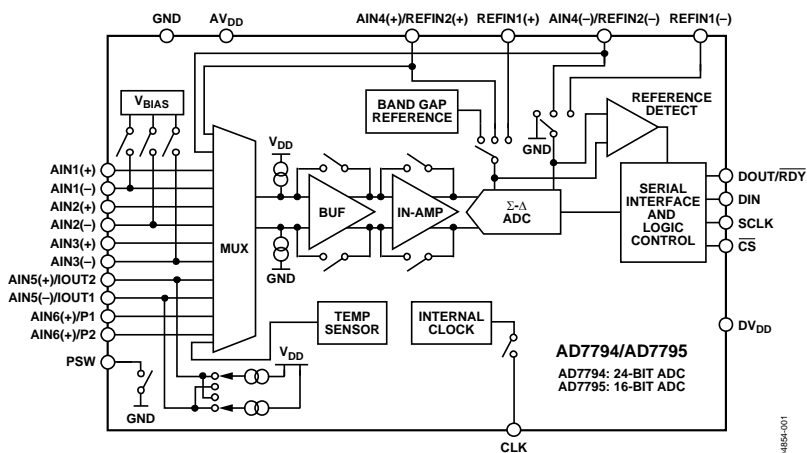 GND
AVDD
AIN4(+)/REFIN2(+)
REFIN1(+)
AIN4(–)/REFIN2(–)
REFIN1(–)
VBIAS
BAND GAP
REFERENCE
REFERENCE
DETECT
GND
VDD
AIN1(+)
AIN1(–)
AIN2(+)
AIN2(–)
AIN3(+)
AIN3(–)
AIN5(+)/IOUT2
AIN5(–)/IOUT1
AIN6(+)/P1
AIN6(+)/P2
PSW
GND
MUX
BUF
IN-AMP
Σ-Δ
ADC
GND
SERIAL
INTERFACE
AND
LOGIC
CONTROL
DOUT/RDY
DIN
SCLK
CS
TEMP
SENSOR
INTERNAL
CLOCK
DVDD
VDD
AD7794/AD7795
AD7794: 24-BIT ADC
AD7795: 16-BIT ADC
CLK